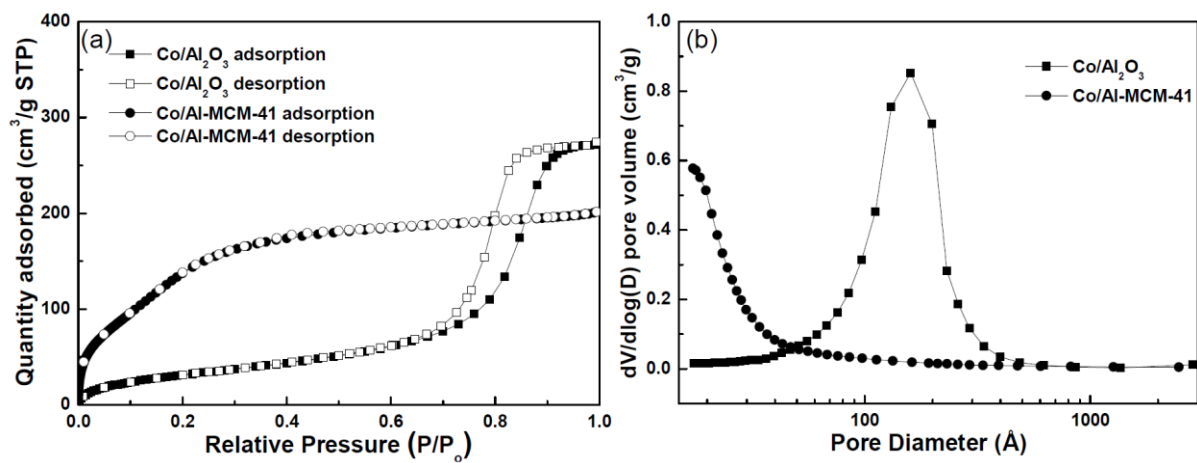 (a)
Co/Al₂O₃ adsorption
Co/Al₂O₃ desorption
Co/Al-MCM-41 adsorption
Co/Al-MCM-41 desorption
Quantity adsorbed (cm³/g STP)
400
300
200
100
0
0.0 0.2 0.4 0.6 0.8 1.0
Relative Pressure (P/Pₒ)
(b)
Co/Al₂O₃
Co/Al-MCM-41
dV/dlog(D) pore volume (cm³/g)
1.0
0.8
0.6
0.4
0.2
0.0
100 1000
Pore Diameter (Å)